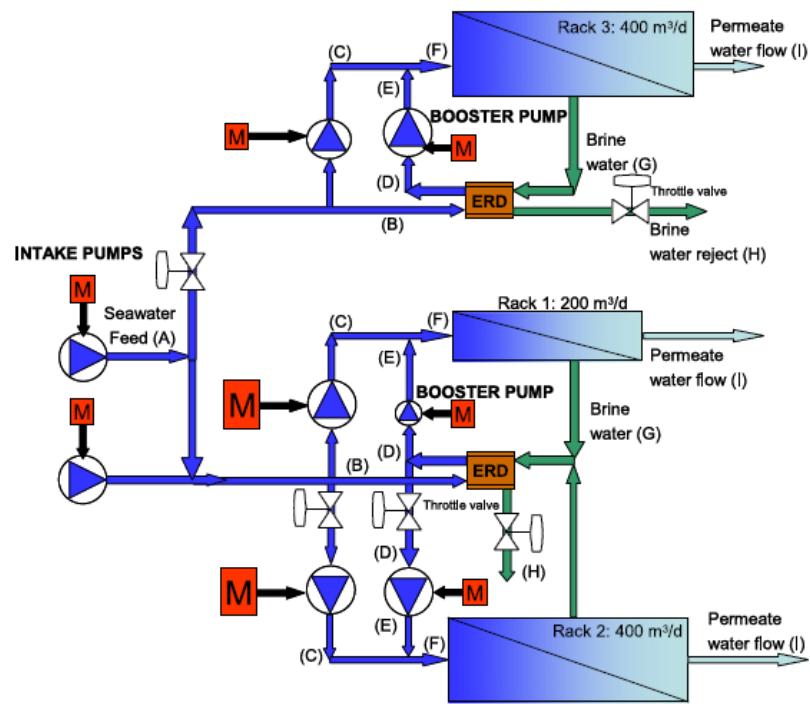 Rack 3: 400 m³/d
Permeate
water flow (I)
(C)
(F)
(E)
BOOSTER PUMP
M
M
Brine
water (G)
(D)
Throttle valve
ERD
(B)
Brine
water reject (H)
INTAKE PUMPS
M
Seawater
Feed (A)
Rack 1: 200 m³/d
(C)
(F)
Permeate
water flow (I)
(E)
BOOSTER PUMP
M
M
M
Brine
water (G)
(D)
(B)
ERD
Throttle valve
(D)
(H)
M
M
(E)
(C)
(F)
Rack 2: 400 m³/d
Permeate
water flow (I)